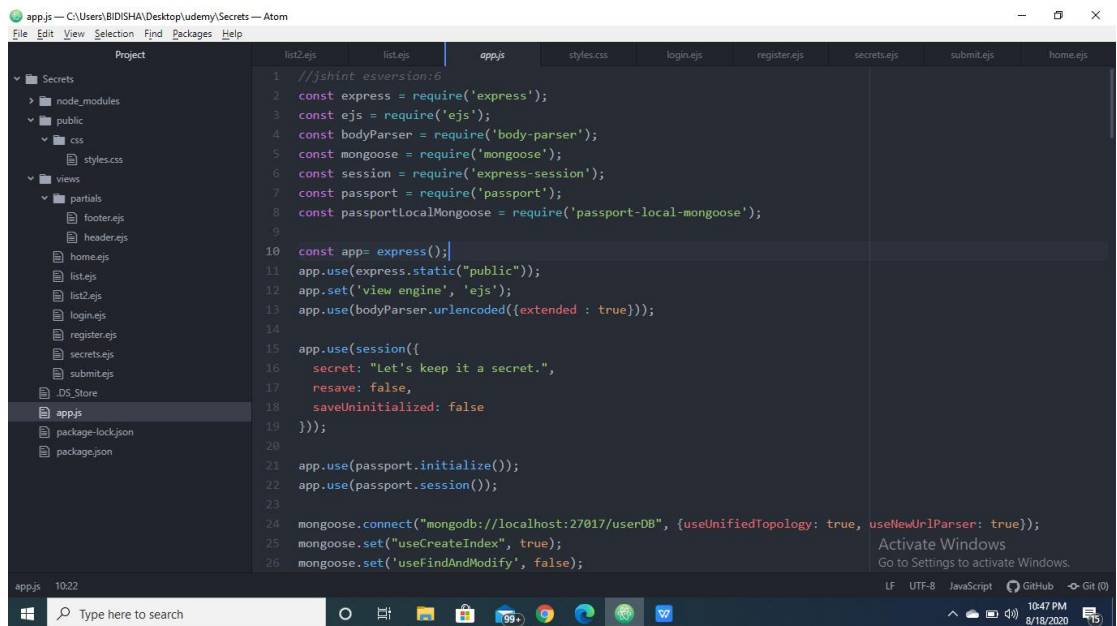 app.js — C:\Users\BIDISHA\Desktop\udemy\Secrets — Atom
File Edit View Selection Find Packages Help
Project
list2.ejs list.ejs app.js styles.css login.ejs register.ejs secrets.ejs submit.ejs home.ejs
Secrets
node_modules
public
css
styles.css
views
partials
footer.ejs
header.ejs
home.ejs
list.ejs
list2.ejs
login.ejs
register.ejs
secrets.ejs
submit.ejs
.DS_Store
app.js
package-lock.json
package.json
1 //jshint esversion:6
2 const express = require('express');
3 const ejs = require('ejs');
4 const bodyParser = require('body-parser');
5 const mongoose = require('mongoose');
6 const session = require('express-session');
7 const passport = require('passport');
8 const passportLocalMongoose = require('passport-local-mongoose');
9
10 const app= express();
11 app.use(express.static("public"));
12 app.set('view engine', 'ejs');
13 app.use(bodyParser.urlencoded({extended : true}));
14
15 app.use(session({
16 secret: "Let's keep it a secret.",
17 resave: false,
18 saveUninitialized: false
19 }));
20
21 app.use(passport.initialize());
22 app.use(passport.session());
23
24 mongoose.connect("mongodb://localhost:27017/userDB", {useUnifiedTopology: true, useNewUrlParser: true});
25 mongoose.set("useCreateIndex", true);
26 mongoose.set('useFindAndModify', false);
Activate Windows
Go to Settings to activate Windows.
app.js 10:22 LF UTF-8 JavaScript GitHub Git (0)
Type here to search
99+
W
10:47 PM
8/18/2020
15